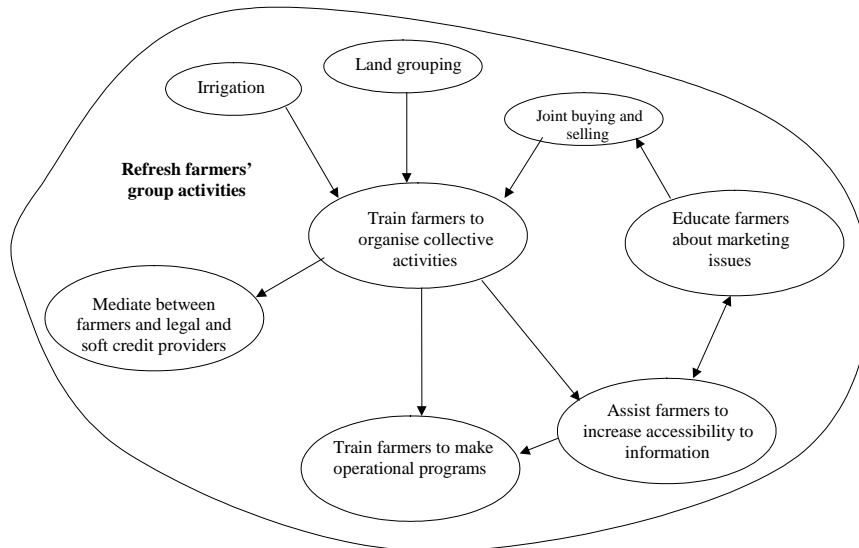 Land grouping
Irrigation
Joint buying and
selling
Refresh farmers'
group activities
Train farmers to
organise collective
activities
Educate farmers
about marketing
issues
Mediate between
farmers and legal and
soft credit providers
Assist farmers to
increase accessibility to
information
Train farmers to make
operational programs